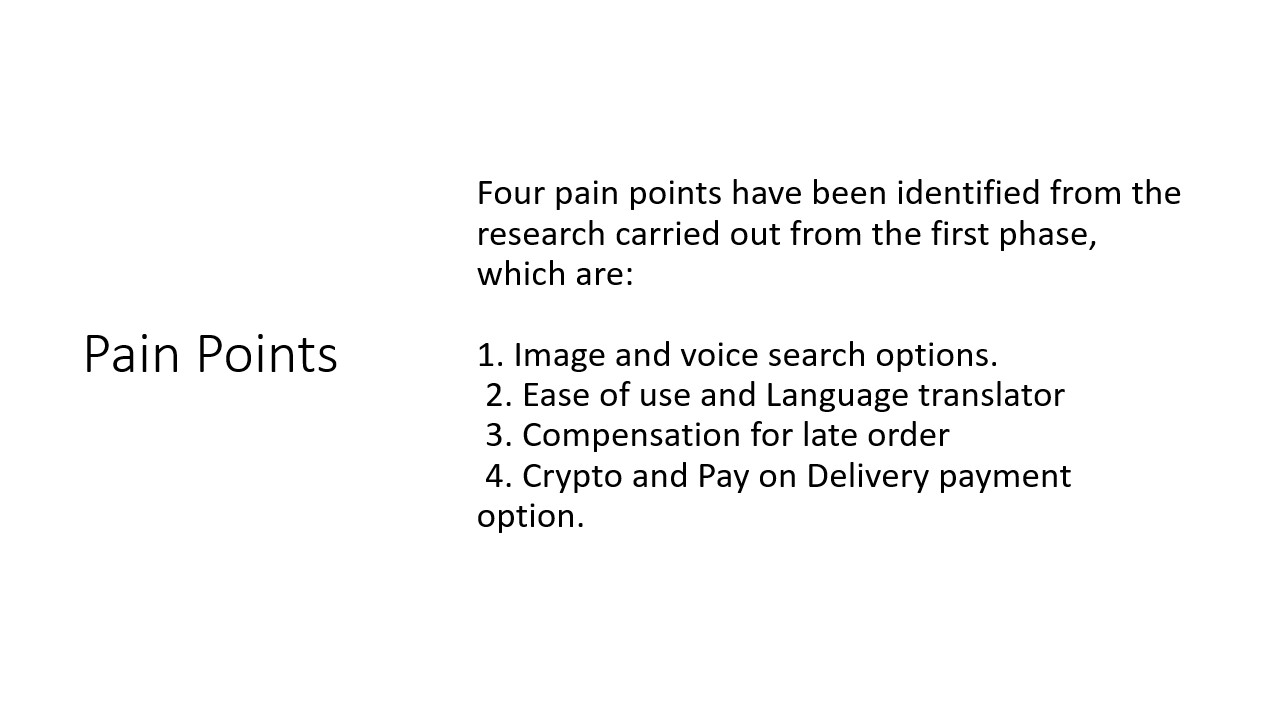 Pain Points
Four pain points have been identified from the
research carried out from the first phase,
which are:
1. Image and voice search options.
2. Ease of use and Language translator
3. Compensation for late order
4. Crypto and Pay on Delivery payment
option.